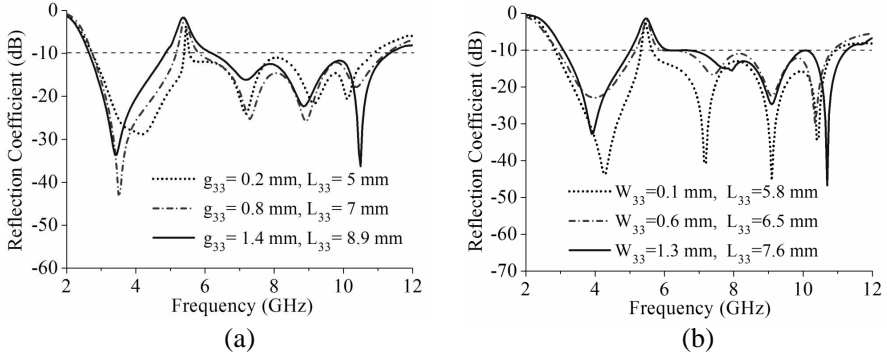 0
-10
-20
-30
-40
-50
-60
Reflection Coefficient (dB)
g33= 0.2 mm, L33= 5 mm
g33= 0.8 mm, L33= 7 mm
g33= 1.4 mm, L33= 8.9 mm
2 4 6 8 10 12
Frequency (GHz)
(a)
0
-10
-20
-30
-40
-50
-60
-70
Reflection Coefficient (dB)
W33=0.1 mm, L33=5.8 mm
W33=0.6 mm, L33=6.5 mm
W33=1.3 mm, L33=7.6 mm
2 4 6 8 10 12
Frequency (GHz)
(b)